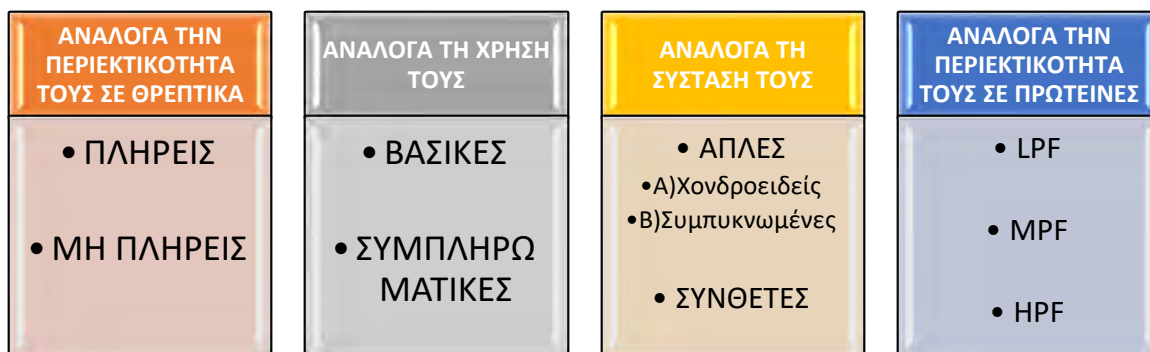 ΑΝΑΛΟΓΑ ΤΗΝ
ΠΕΡΙΕΚΤΙΚΟΤΗΤΑ
ΤΟΥΣ ΣΕ ΘΡΕΠΤΙΚΑ
• ΠΛΗΡΕΙΣ
• ΜΗ ΠΛΗΡΕΙΣ
ΑΝΑΛΟΓΑ ΤΗ ΧΡΗΣΗ
ΤΟΥΣ
• ΒΑΣΙΚΕΣ
• ΣΥΜΠΛΗΡΩ
ΜΑΤΙΚΕΣ
ΑΝΑΛΟΓΑ ΤΗ
ΣΥΣΤΑΣΗ ΤΟΥΣ
• ΑΠΛΕΣ
•Α)Χονδροειδείς
•Β)Συμπυκνωμένες
• ΣΥΝΘΕΤΕΣ
ΑΝΑΛΟΓΑ ΤΗΝ
ΠΕΡΙΕΚΤΙΚΟΤΗΤΑ
ΤΟΥΣ ΣΕ ΠΡΩΤΕΙΝΕΣ
• LPF
• MPF
• HPF